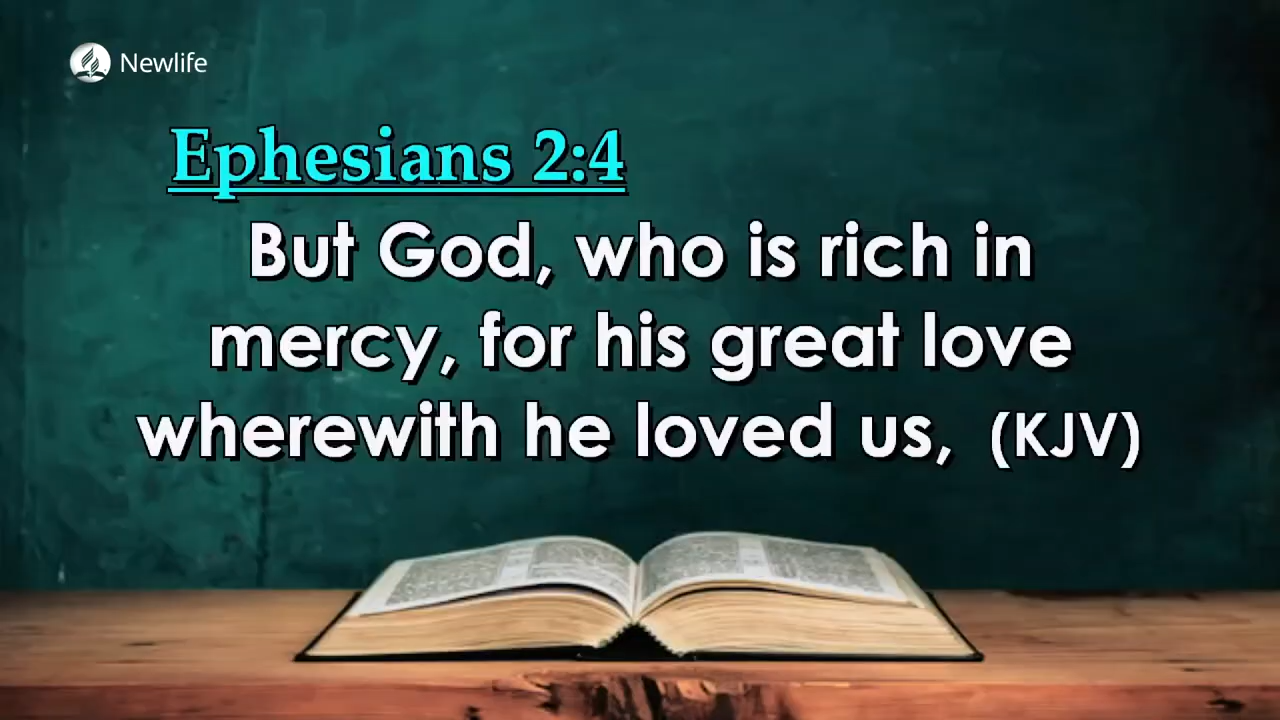 Newlife
Ephesians 2:4
But God, who is rich in
mercy, for his great love
wherewith he loved us, (KJV)